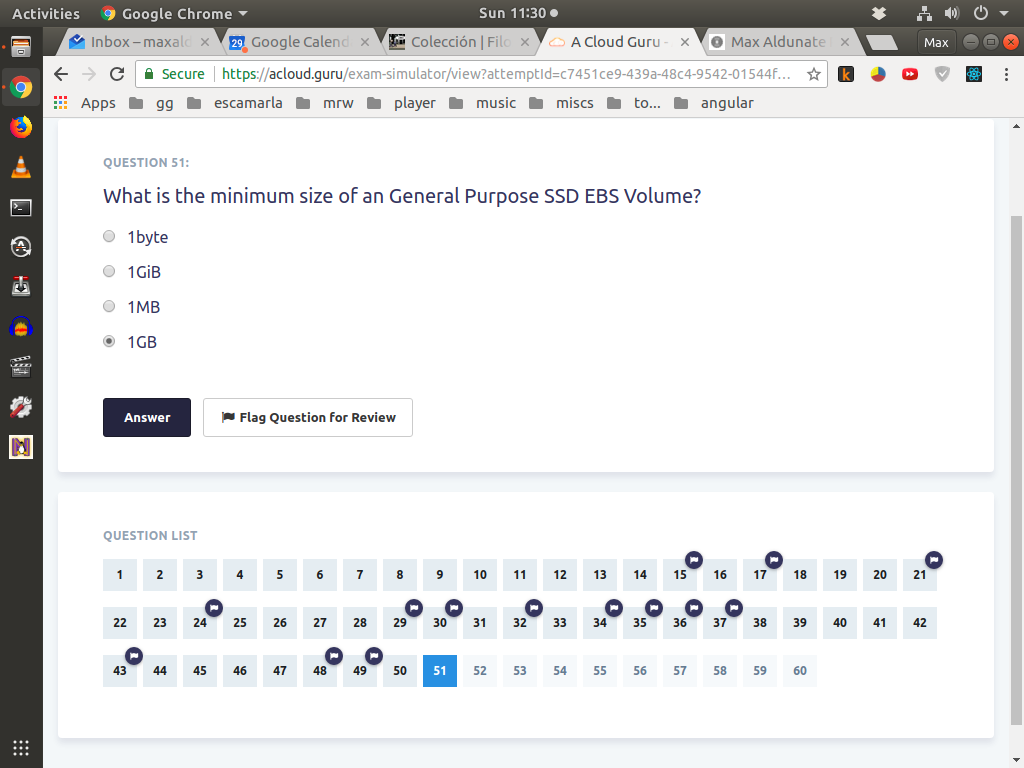 Activities Google Chrome Sun 11:30
Inbox – maxald Google Calend Colección | Filo A Cloud Guru - Max Aldunate Max
Secure https://acloud.guru/exam-simulator/view?attemptId=c7451ce9-439a-48c4-9542-01544f...
Apps gg escamarla mrw player music miscs to... angular
QUESTION 51:
What is the minimum size of an General Purpose SSD EBS Volume?
1byte
1GiB
1MB
1GB
Answer Flag Question for Review
QUESTION LIST
1 2 3 4 5 6 7 8 9 10 11 12 13 14 15 16 17 18 19 20 21
22 23 24 25 26 27 28 29 30 31 32 33 34 35 36 37 38 39 40 41 42
43 44 45 46 47 48 49 50 51 52 53 54 55 56 57 58 59 60